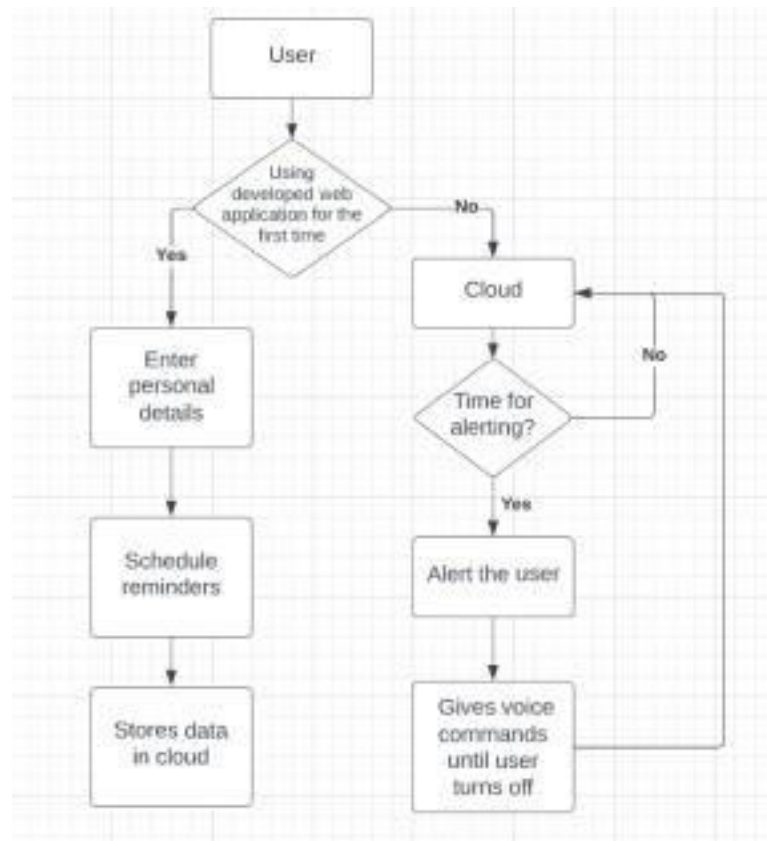 User
Using
developed web
application for the
first time
No
Yes
Cloud
Enter
personal
details
No
Time for
alerting?
Yes
Schedule
reminders
Alert the user
Stores data
in cloud
Gives voice
commands
until user
turns off